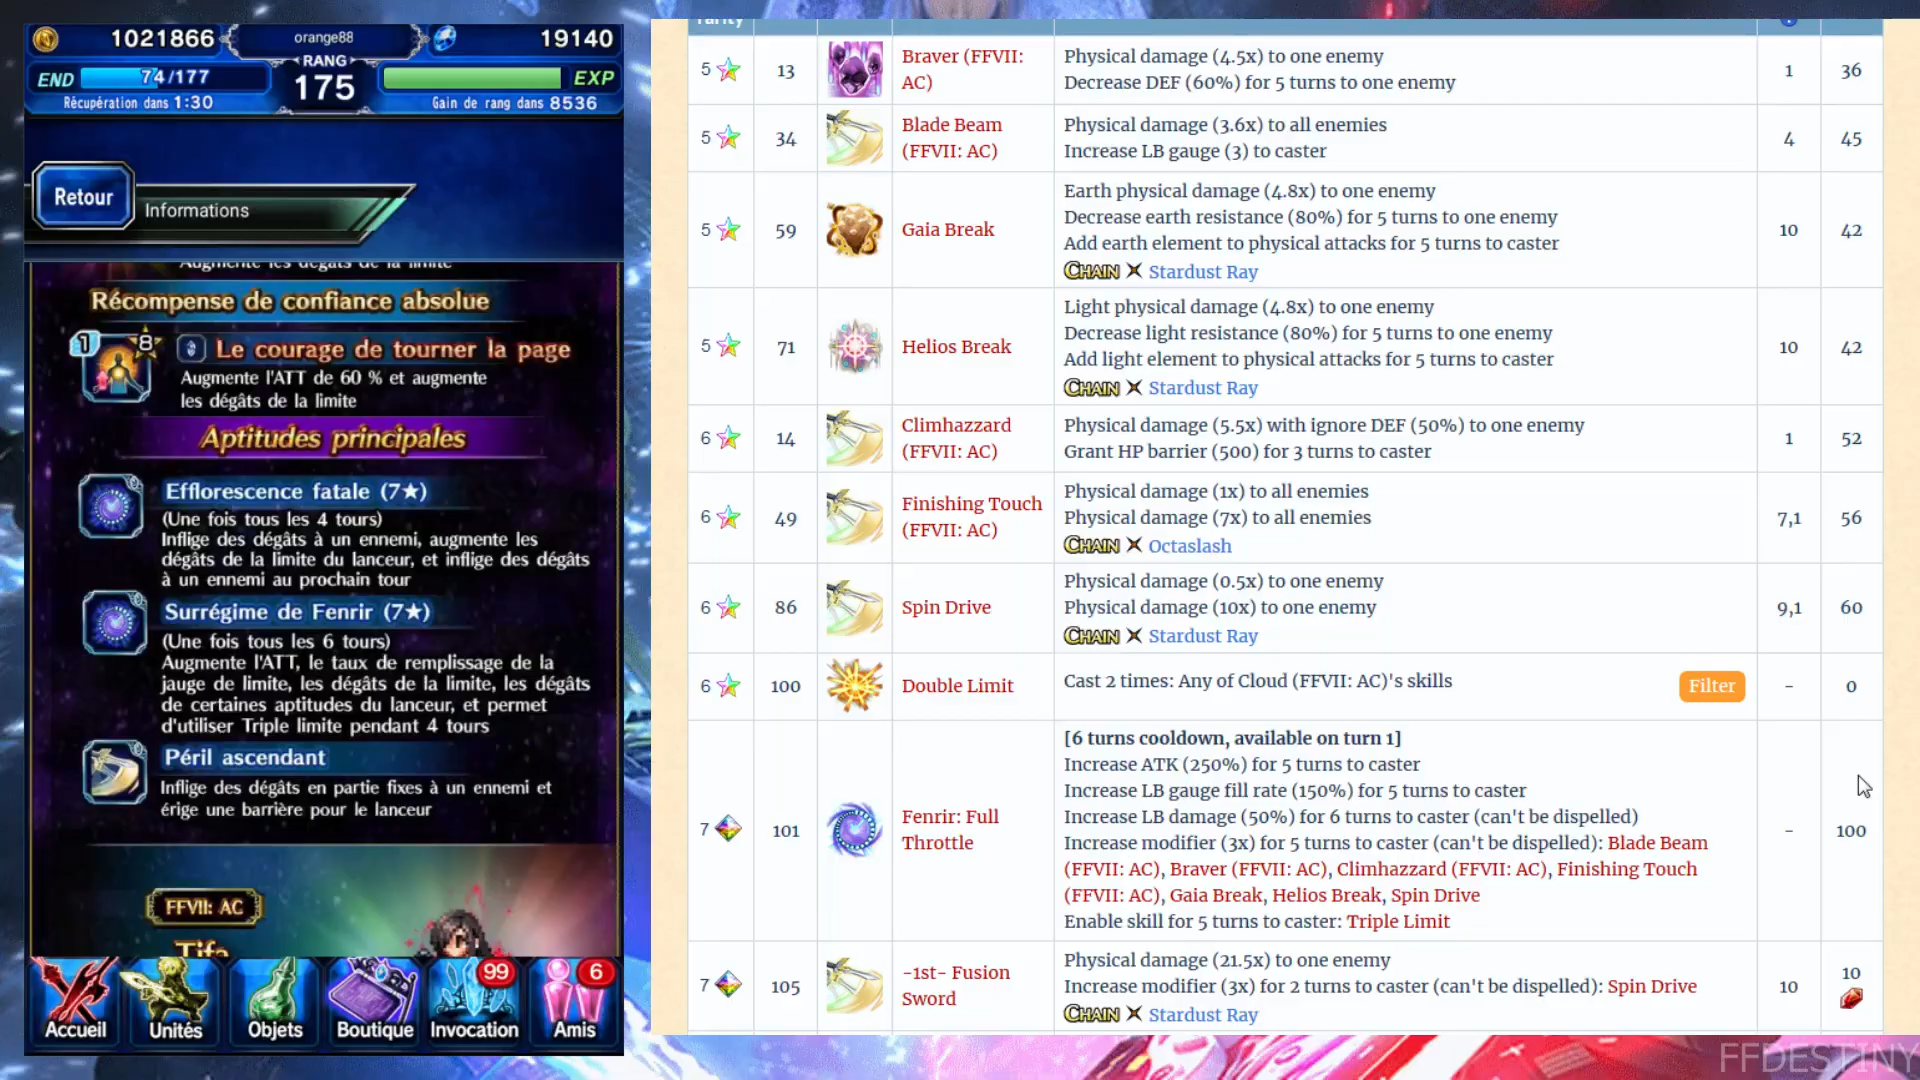 1021866
orange88
19140
END 74/177
RANG
175
EXP
Récupération dans 1:30
Gain de rang dans 8536
Retour
Informations
Augmente les dégâts de la limite
Récompense de confiance absolue
1 8
Le courage de tourner la page
Augmente l'ATT de 60 % et augmente
les dégâts de la limite
Aptitudes principales
Efflorescence fatale (7★)
(Une fois tous les 4 tours)
Inflige des dégâts à un ennemi, augmente les
dégâts de la limite du lanceur, et inflige des dégâts
à un ennemi au prochain tour
Surrégime de Fenrir (7★)
(Une fois tous les 6 tours)
Augmente l'ATT, le taux de remplissage de la
jauge de limite, les dégâts de la limite, les dégâts
de certaines aptitudes du lanceur, et permet
d'utiliser Triple limite pendant 4 tours
Péril ascendant
Inflige des dégâts en partie fixes à un ennemi et
érige une barrière pour le lanceur
FFVII: AC
Tifa
99
6
Accueil
Unités
Objets
Boutique
Invocation
Amis
rarity
5 13 Braver (FFVII:
AC)
Physical damage (4.5x) to one enemy
Decrease DEF (60%) for 5 turns to one enemy
1 36
5 34 Blade Beam
(FFVII: AC)
Physical damage (3.6x) to all enemies
Increase LB gauge (3) to caster
4 45
5 59 Gaia Break
Earth physical damage (4.8x) to one enemy
Decrease earth resistance (80%) for 5 turns to one enemy
Add earth element to physical attacks for 5 turns to caster
CHAIN Stardust Ray
10 42
5 71 Helios Break
Light physical damage (4.8x) to one enemy
Decrease light resistance (80%) for 5 turns to one enemy
Add light element to physical attacks for 5 turns to caster
CHAIN Stardust Ray
10 42
6 14 Climhazzard
(FFVII: AC)
Physical damage (5.5x) with ignore DEF (50%) to one enemy
Grant HP barrier (500) for 3 turns to caster
1 52
6 49 Finishing Touch
(FFVII: AC)
Physical damage (1x) to all enemies
Physical damage (7x) to all enemies
CHAIN Octaslash
7,1 56
6 86 Spin Drive
Physical damage (0.5x) to one enemy
Physical damage (10x) to one enemy
CHAIN Stardust Ray
9,1 60
6 100 Double Limit
Cast 2 times: Any of Cloud (FFVII: AC)'s skills
Filter
- 0
7 101 Fenrir: Full
Throttle
[6 turns cooldown, available on turn 1]
Increase ATK (250%) for 5 turns to caster
Increase LB gauge fill rate (150%) for 5 turns to caster
Increase LB damage (50%) for 6 turns to caster (can't be dispelled)
Increase modifier (3x) for 5 turns to caster (can't be dispelled): Blade Beam
(FFVII: AC), Braver (FFVII: AC), Climhazzard (FFVII: AC), Finishing Touch
(FFVII: AC), Gaia Break, Helios Break, Spin Drive
Enable skill for 5 turns to caster: Triple Limit
- 100
7 105 -1st- Fusion
Sword
Physical damage (21.5x) to one enemy
Increase modifier (3x) for 2 turns to caster (can't be dispelled): Spin Drive
CHAIN Stardust Ray
10 10
FFDESTINY